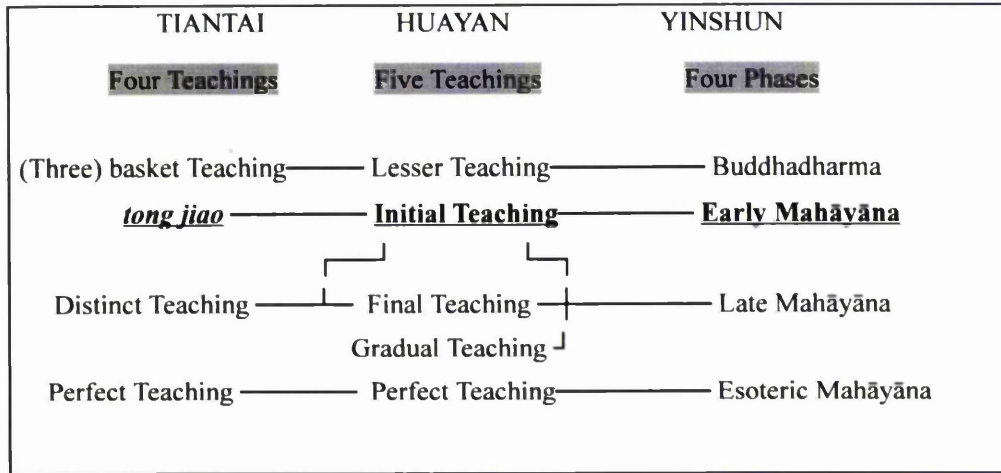 TIANTAI HUAYAN YINSHUN
Four Teachings Five Teachings Four Phases
(Three) basket Teaching Lesser Teaching Buddhadharma
tong jiao Initial Teaching Early Mahāyāna
Distinct Teaching Final Teaching Late Mahāyāna
Gradual Teaching
Perfect Teaching Perfect Teaching Esoteric Mahāyāna